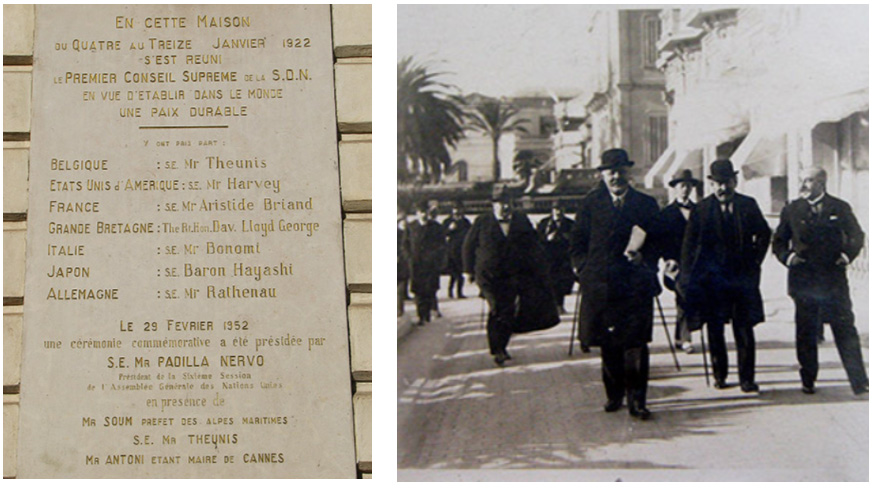 EN CETTE MAISON
DU QUATRE AU TREIZE JANVIER 1922
S'EST REUNI
LE PREMIER CONSEIL SUPREME DE LA S.D.N.
EN VUE D'ETABLIR DANS LE MONDE
UNE PAIX DURABLE
Y ONT PRIS PART :
BELGIQUE : S.E. Mr Theunis
ETATS UNIS d'AMERIQUE : S.E. Mr Harvey
FRANCE : S.E. Mr Aristide Briand
GRANDE BRETAGNE : The Rt.Hon. Dav. Lloyd George
ITALIE : S.E. Mr Bonomi
JAPON : S.E. Baron Hayashi
ALLEMAGNE : S.E. Mr Rathenau
LE 29 FEVRIER 1952
une cérémonie commémorative a été présidée par
S.E. MR PADILLA NERVO
Président de la Sixième Session
de l'Assemblée Générale des Nations Unies
en présence de
MR SOUM PREFET DES ALPES MARITIMES
S.E. MR THEUNIS
MR ANTONI ETANT MAIRE DE CANNES